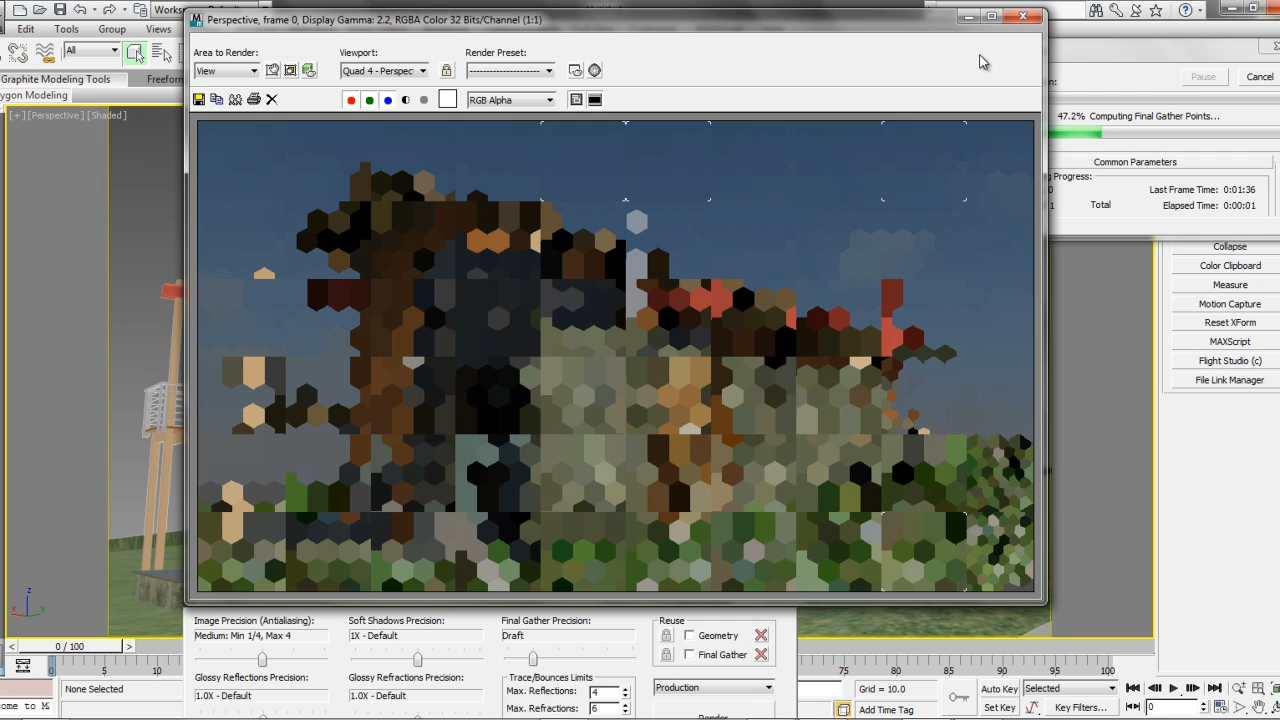 Perspective, frame 0, Display Gamma: 2.2, RGBA Color 32 Bits/Channel (1:1)
Edit Tools Group Views
Area to Render:
Viewport:
Render Preset:
All
View
Quad 4 - Perspec
Graphite Modeling Tools
Freeform
Pause
Cancel
ygon Modeling
RGB Alpha
[+] [Perspective] [Shaded]
47.2% Computing Final Gather Points...
Common Parameters
g Progress:
Last Frame Time: 0:01:36
Total
Elapsed Time: 0:00:01
Collapse
Color Clipboard
Measure
Motion Capture
Reset XForm
MAXScript
Flight Studio (c)
File Link Manager
z
x
y
Image Precision (Antialiasing):
Soft Shadows Precision:
Final Gather Precision:
Reuse
Medium: Min 1/4, Max 4
1X - Default
Draft
Geometry
Final Gather
0 / 100
5 10
75 85 90 95 100
Glossy Reflections Precision:
Glossy Refractions Precision:
Trace/Bounces Limits
1.0X - Default
1.0X - Default
Max. Reflections: 4
Max. Refractions: 6
Production
Render
None Selected
Grid = 10.0
Auto Key
Selected
come to M
Add Time Tag
Set Key
Key Filters...
0